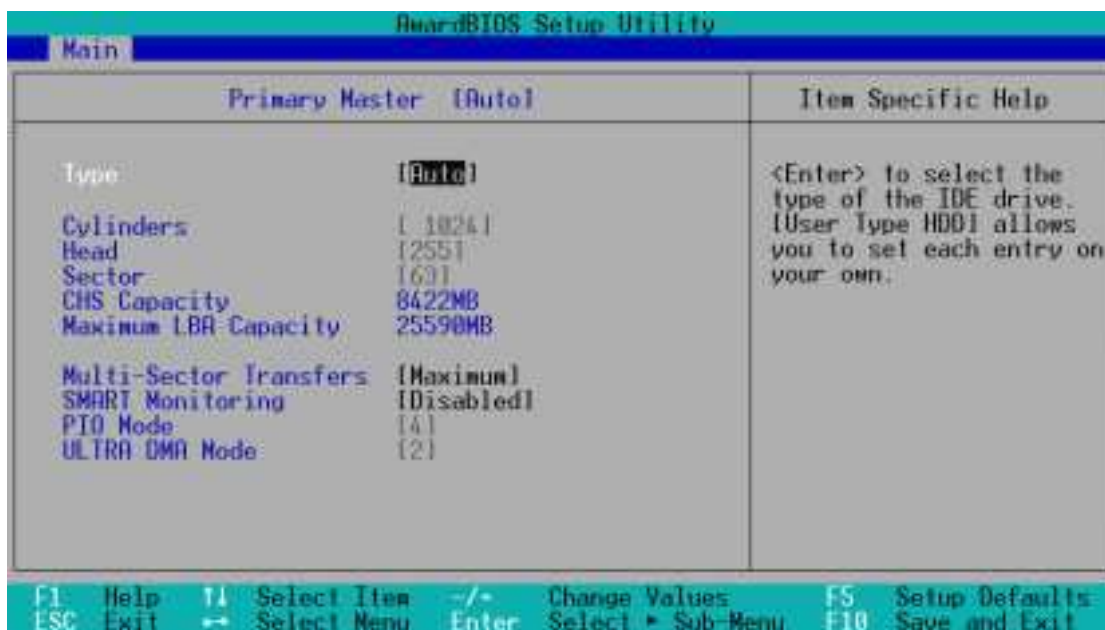 AwardBIOS Setup Utility
Main
Primary Master [Auto]
Item Specific Help
Type [Auto]
Cylinders [ 1024]
Head [255]
Sector [63]
CHS Capacity 8422MB
Maximum LBA Capacity 25590MB
Multi-Sector Transfers [Maximum]
SMART Monitoring [Disabled]
PIO Mode [4]
ULTRA DMA Mode [2]
<Enter> to select the
type of the IDE drive.
[User Type HDD] allows
you to set each entry on
your own.
F1 Help ↑↓ Select Item -/+ Change Values F5 Setup Defaults
ESC Exit ←→ Select Menu Enter Select ► Sub-Menu F10 Save and Exit